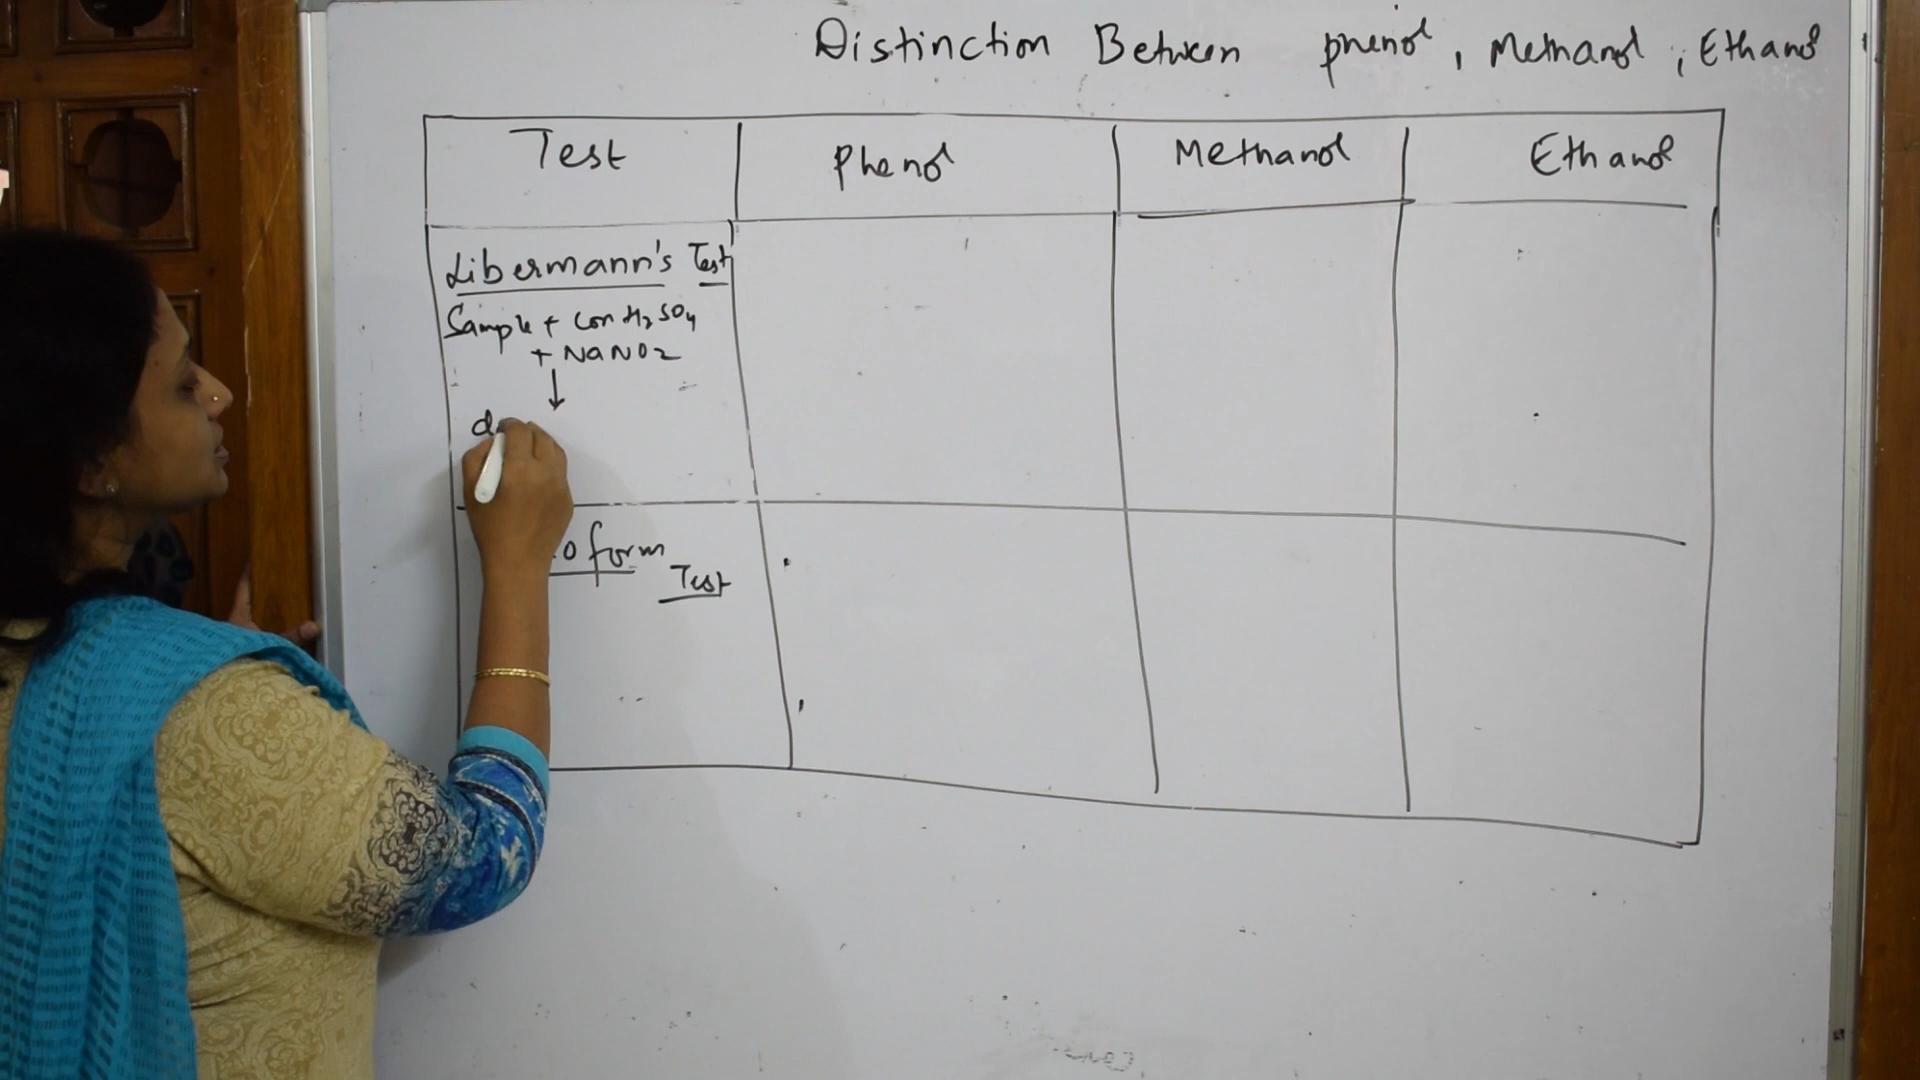 Distinction Between phenol, Methanol, Ethanol
Test Phenol Methanol Ethanol
Libermann's Test
Sample + con H₂SO₄
+ NaNO₂
↓
Test